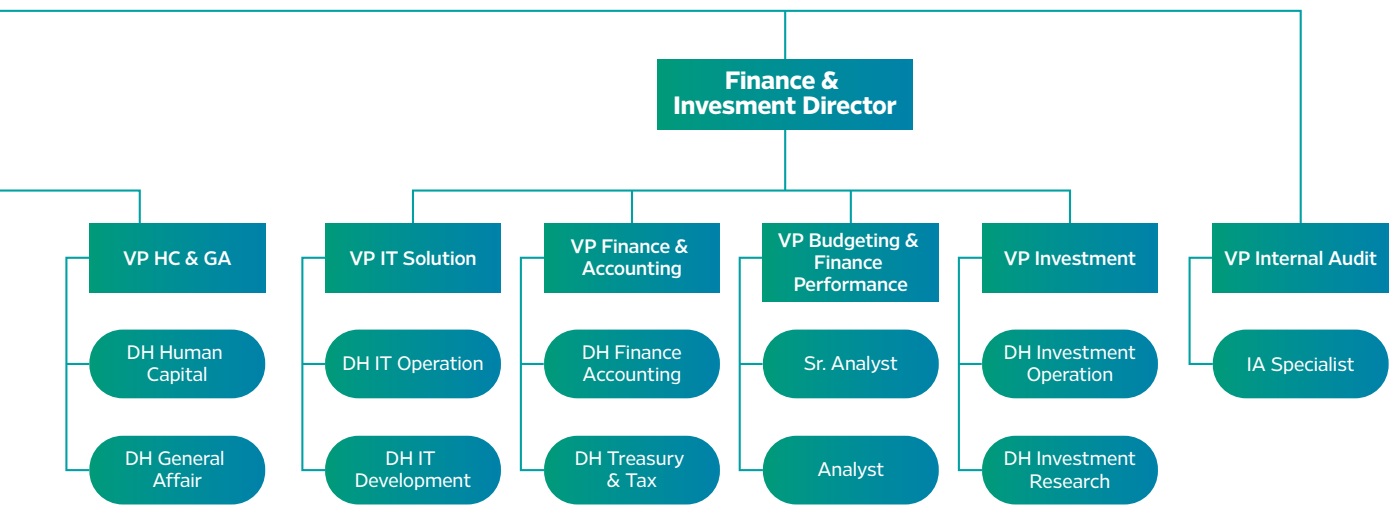 Finance &
Invesment Director
VP HC & GA
VP IT Solution
VP Finance &
Accounting
VP Budgeting &
Finance
Performance
VP Investment
VP Internal Audit
DH Human
Capital
DH IT Operation
DH Finance
Accounting
Sr. Analyst
DH Investment
Operation
IA Specialist
DH General
Affair
DH IT
Development
DH Treasury
& Tax
Analyst
DH Investment
Research